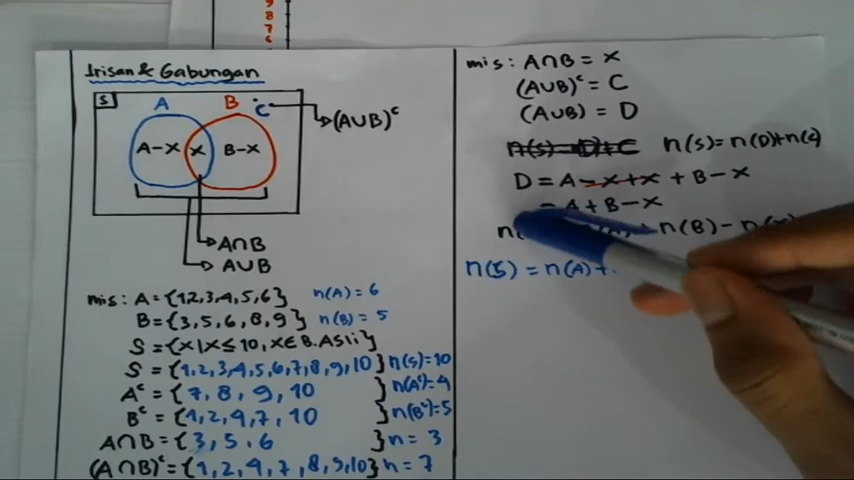 9
8
7
Irisan & Gabungan
S
A
B
C
(A∪B)ᶜ
A-x
x
B-x
A∩B
A∪B
mis: A = {1,2,3,4,5,6} n(A) = 6
B = {3,5,6,8,9} n(B) = 5
S = {x|x≤10, x∈B.ASli}
S = {1,2,3,4,5,6,7,8,9,10} n(S)=10
Aᶜ = {7, 8, 9, 10 } n(Aᶜ)=4
Bᶜ = {1,2,4,7,10 } n(Bᶜ)=5
A∩B = {3,5,6 } n = 3
(A∩B)ᶜ = {1,2,4,7,8,9,10} n = 7
mis: A∩B = x
(A∪B)ᶜ = C
(A∪B) = D
n(S) = D + C n(S) = n(D)+n(C)
D = A - x + x + B - x
= A + B - x
n(B) - n(x)
n(S) = n(A) +